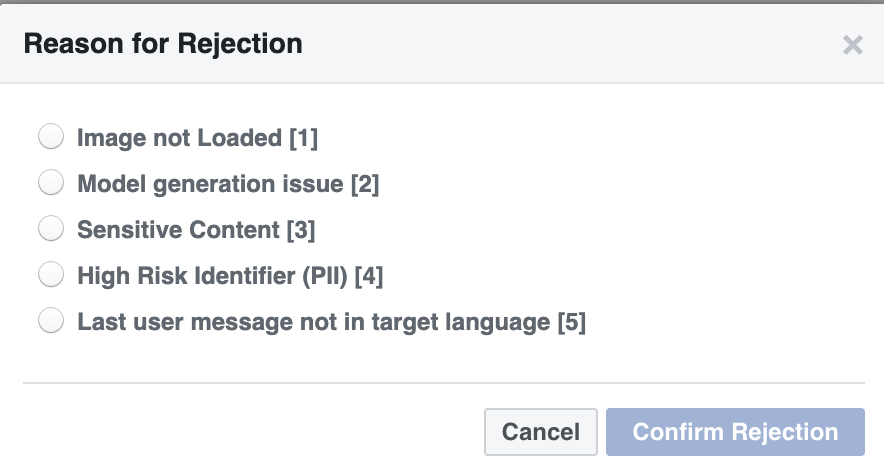 Reason for Rejection
Image not Loaded [1]
Model generation issue [2]
Sensitive Content [3]
High Risk Identifier (PII) [4]
Last user message not in target language [5]
Cancel
Confirm Rejection